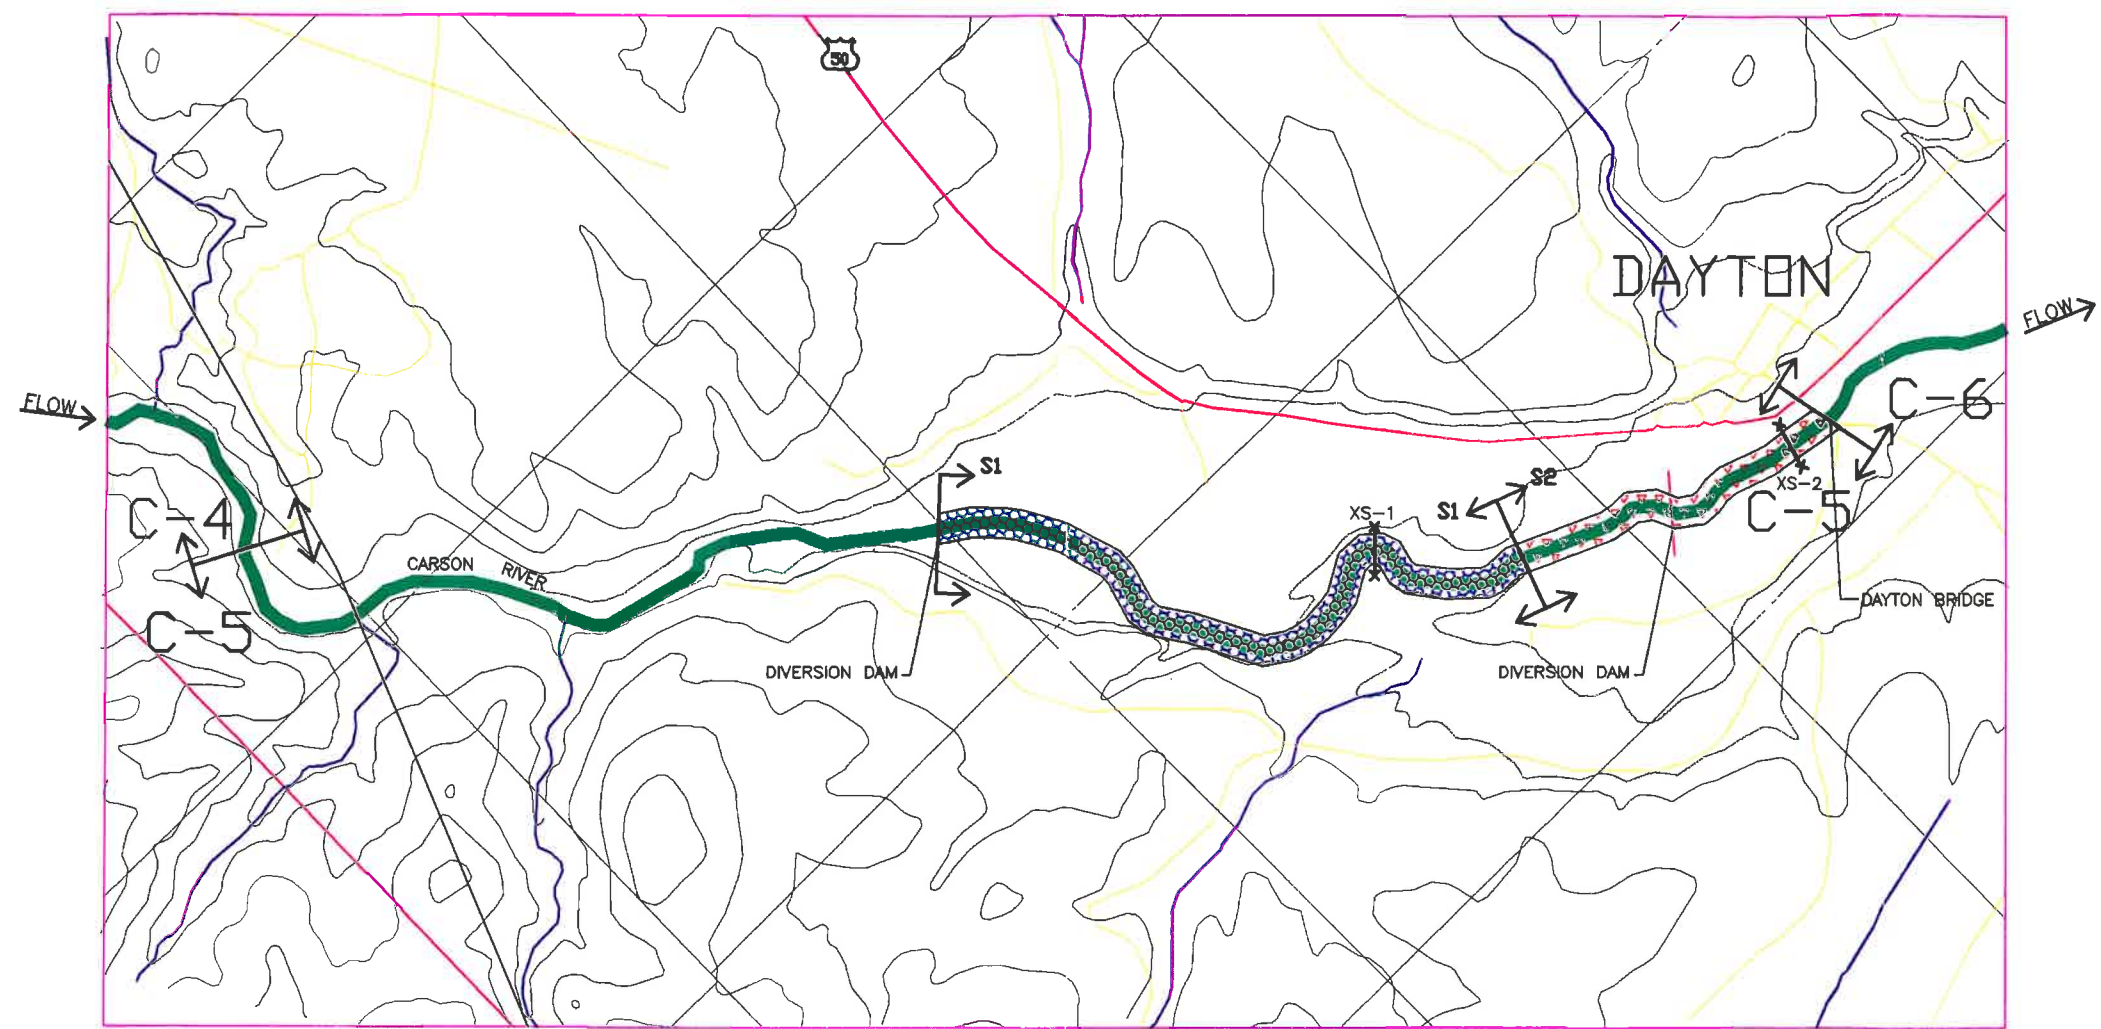 50
DAYTON
FLOW
FLOW
C-6
S1
S2
XS-2
C-4
S1
XS-1
C-5
CARSON RIVER
DAYTON BRIDGE
C-5
DIVERSION DAM
DIVERSION DAM